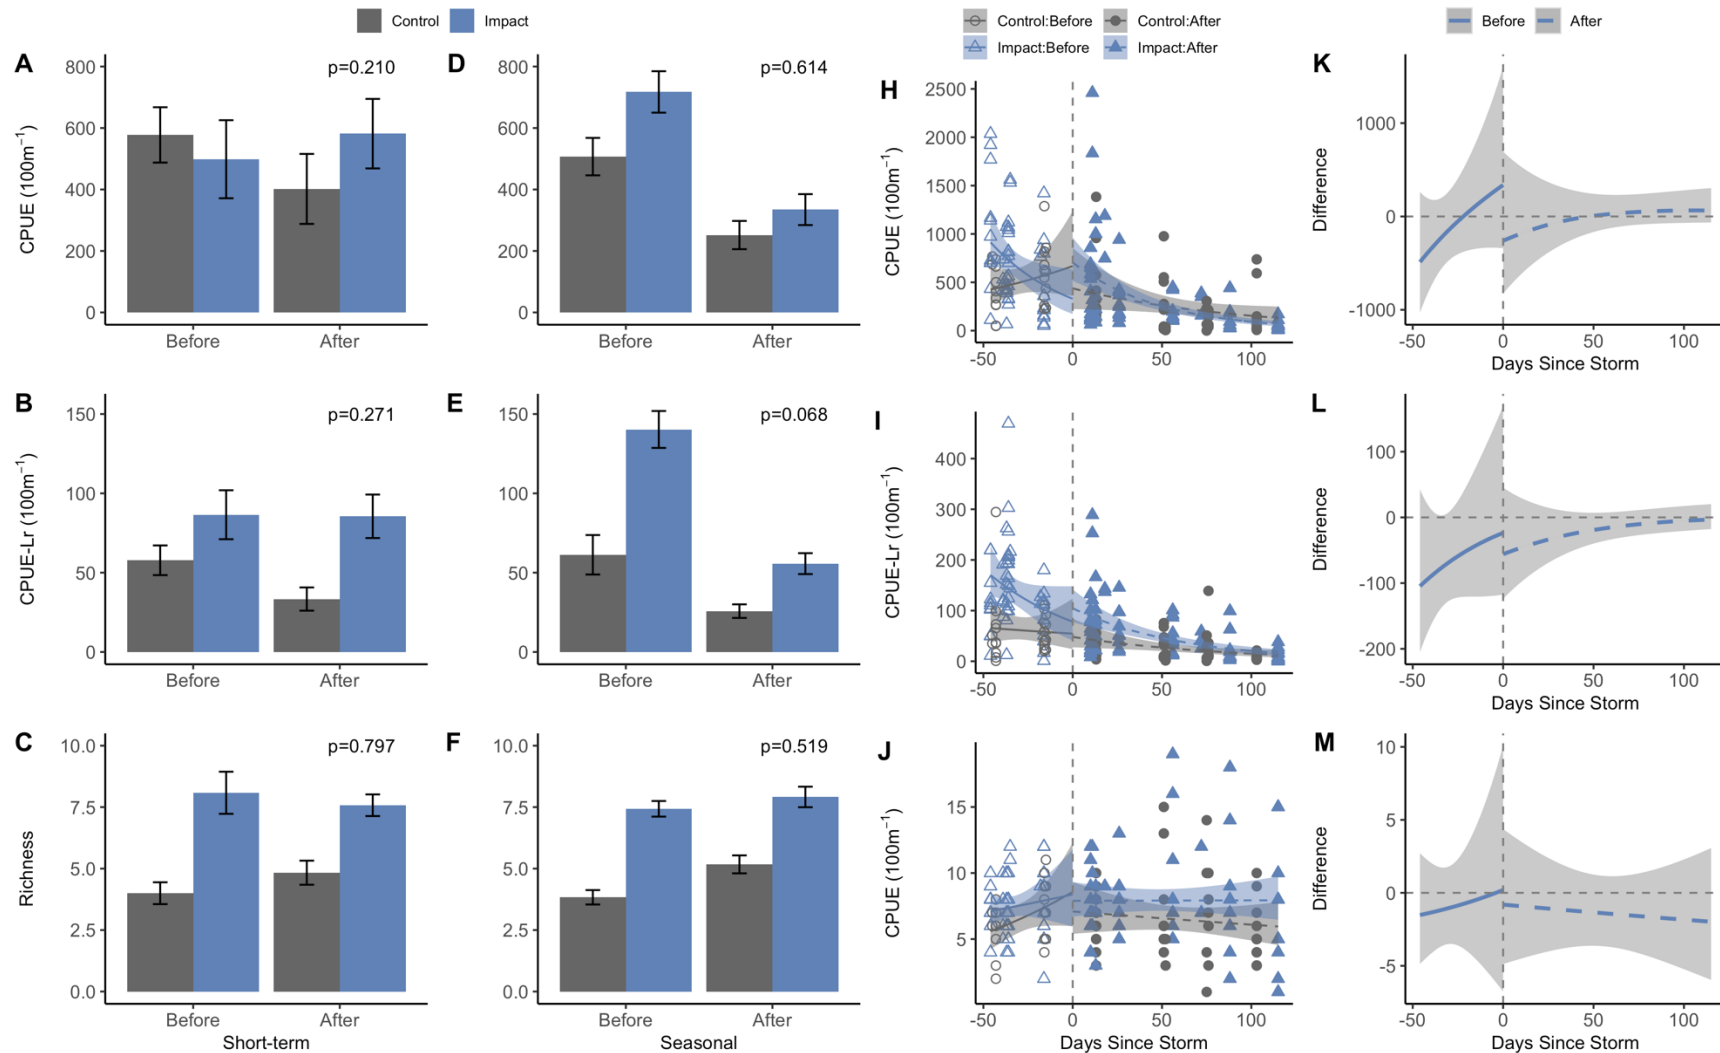 Control Impact
Control:Before Control:After
Impact:Before Impact:After
Before After
A
p=0.210
CPUE (100m⁻¹)
800
600
400
200
0
Before After
D
p=0.614
800
600
400
200
0
Before After
H
CPUE (100m⁻¹)
2500
2000
1500
1000
500
0
-50 0 50 100
K
Difference
1000
0
-1000
-50 0 50 100
Days Since Storm
B
p=0.271
CPUE-Lr (100m⁻¹)
150
100
50
0
Before After
E
p=0.068
150
100
50
0
Before After
I
CPUE-Lr (100m⁻¹)
400
300
200
100
0
-50 0 50 100
L
Difference
100
0
-100
-200
-50 0 50 100
Days Since Storm
C
p=0.797
Richness
10.0
7.5
5.0
2.5
0.0
Before After
Short-term
F
p=0.519
10.0
7.5
5.0
2.5
0.0
Before After
Seasonal
J
CPUE (100m⁻¹)
15
10
5
-50 0 50 100
Days Since Storm
M
Difference
10
5
0
-5
-50 0 50 100
Days Since Storm